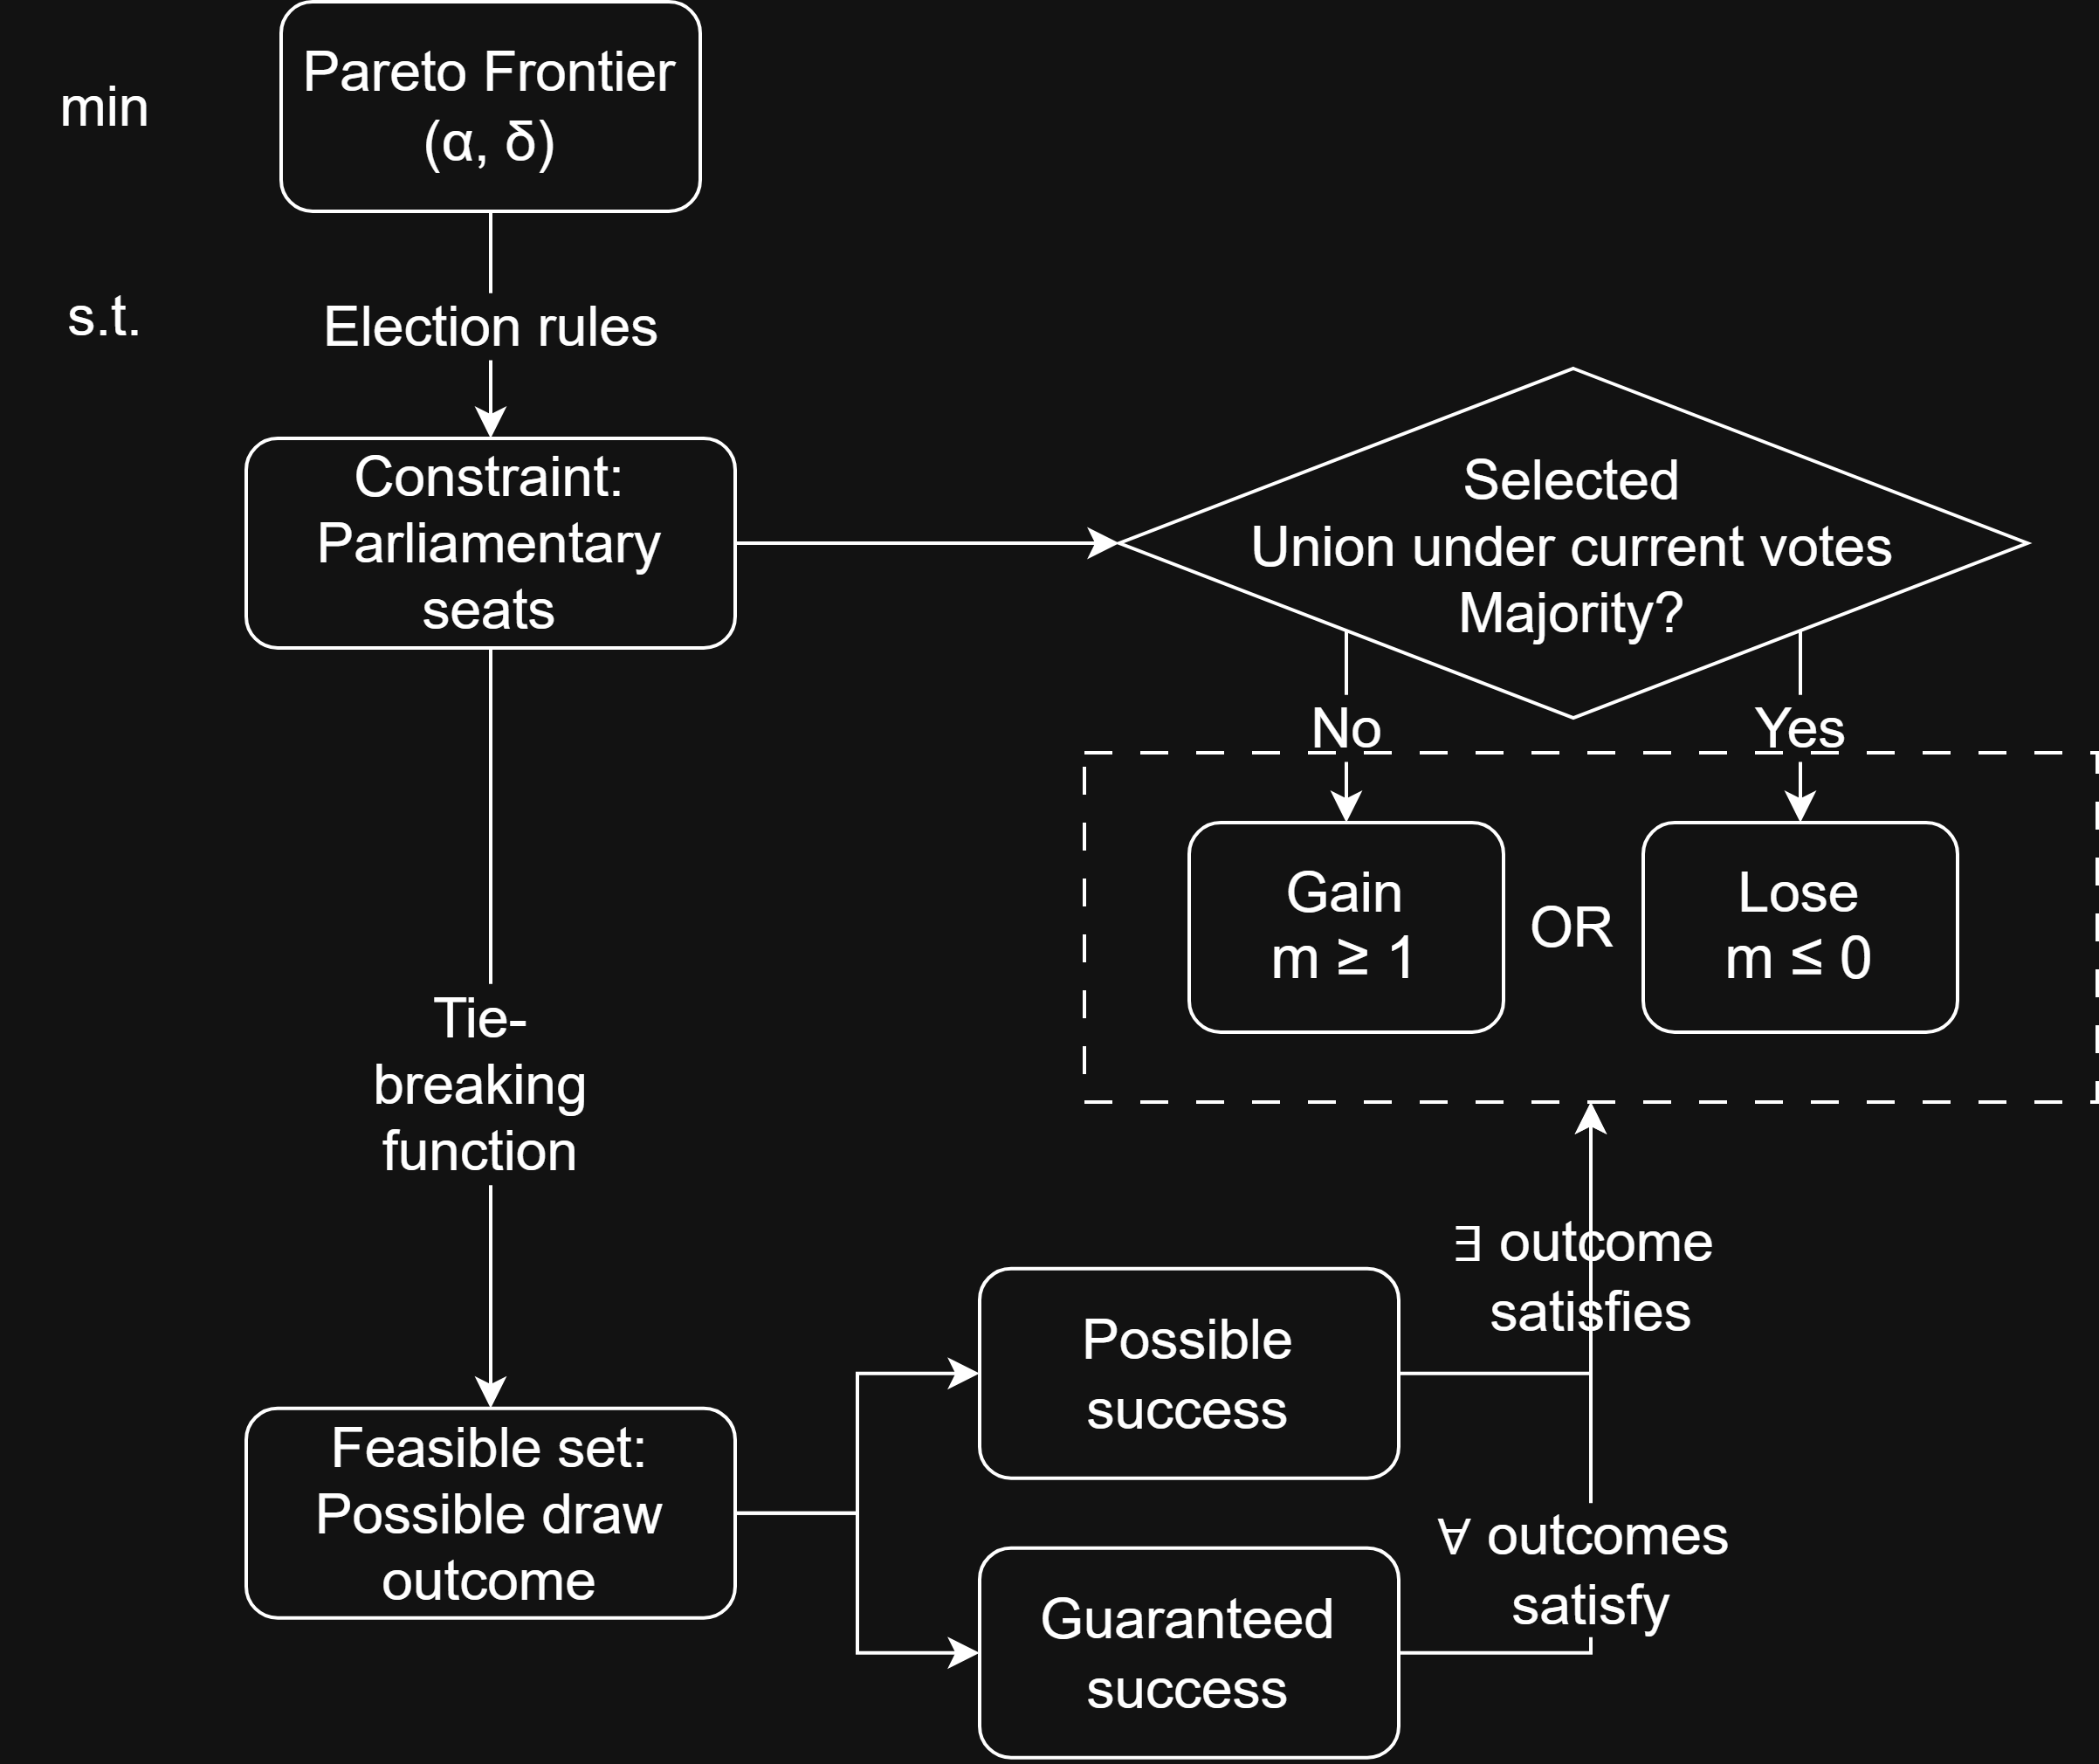 min
Pareto Frontier
(α, δ)
s.t.
Election rules
Constraint:
Parliamentary
seats
Selected
Union under current votes
Majority?
No
Yes
Gain
m ≥ 1
OR
Lose
m ≤ 0
Tie-
breaking
function
Feasible set:
Possible draw
outcome
Possible
success
∃ outcome
satisfies
Guaranteed
success
∀ outcomes
satisfy